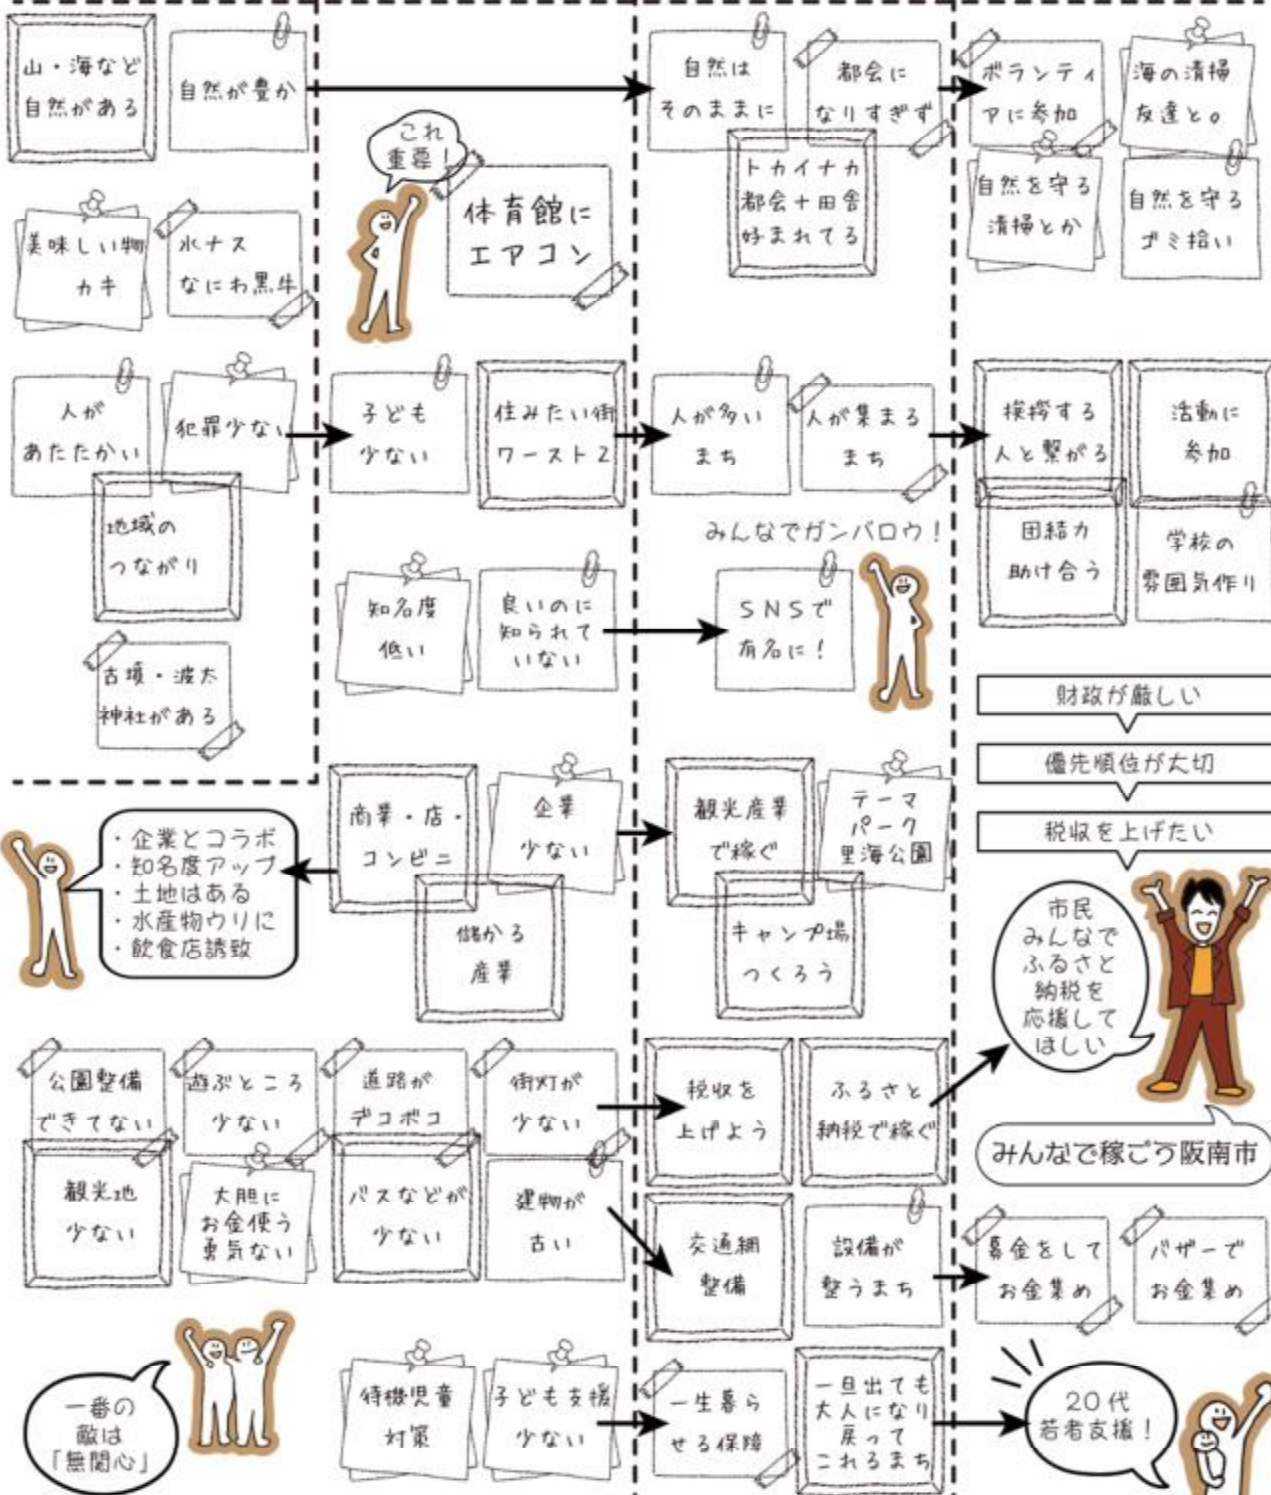 山・海など
自然がある
自然が豊か
自然は
そのままに
都会に
なりすぎず
トカイナカ
都会＋田舎
好まれてる
ボランティ
アに参加
海の清掃
友達と。
自然を守る
清掃とか
自然を守る
ゴミ拾い
これ
重要！
体育館に
エアコン
美味しい物
カキ
水ナス
なにわ黒牛
人が
あたたかい
犯罪少ない
地域の
つながり
古墳・波太
神社がある
子ども
少ない
住みたい街
ワースト2
人が多い
まち
人が集まる
まち
挨拶する
人と繋がる
活動に
参加
団結力
助け合う
学校の
雰囲気作り
知名度
低い
良いのに
知られて
いない
みんなでガンバロウ！
SNSで
有名に！
財政が厳しい
優先順位が大切
税収を上げたい
市民
みんなで
ふるさと
納税を
応援して
ほしい
みんなで稼ごう阪南市
商業・店・
コンビニ
企業
少ない
儲かる
産業
・企業とコラボ
・知名度アップ
・土地はある
・水産物ウリに
・飲食店誘致
観光産業
で稼ぐ
テーマ
パーク
里海公園
キャンプ場
つくろう
公園整備
できてない
遊ぶところ
少ない
道路が
デコボコ
街灯が
少ない
観光地
少ない
大胆に
お金使う
勇気ない
バスなどが
少ない
建物が
古い
税収を
上げよう
ふるさと
納税で稼ぐ
交通網
整備
設備が
整うまち
募金をして
お金集め
バザーで
お金集め
一番の
敵は
「無関心」
待機児童
対策
子ども支援
少ない
一生暮ら
せる保障
一旦出ても
大人になり
戻って
これるまち
20代
若者支援！